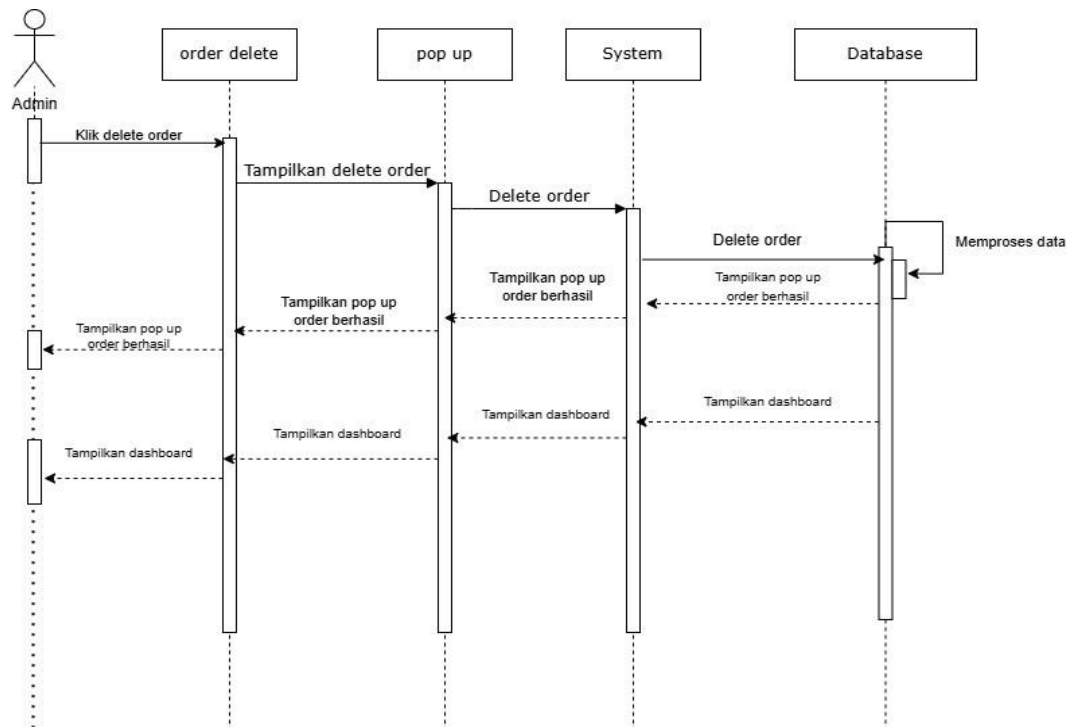 order delete
pop up
System
Database
Admin
Klik delete order
Tampilkan delete order
Delete order
Delete order
Memproses data
Tampilkan pop up
order berhasil
Tampilkan pop up
order berhasil
Tampilkan pop up
order berhasil
Tampilkan pop up
order berhasil
Tampilkan dashboard
Tampilkan dashboard
Tampilkan dashboard
Tampilkan dashboard